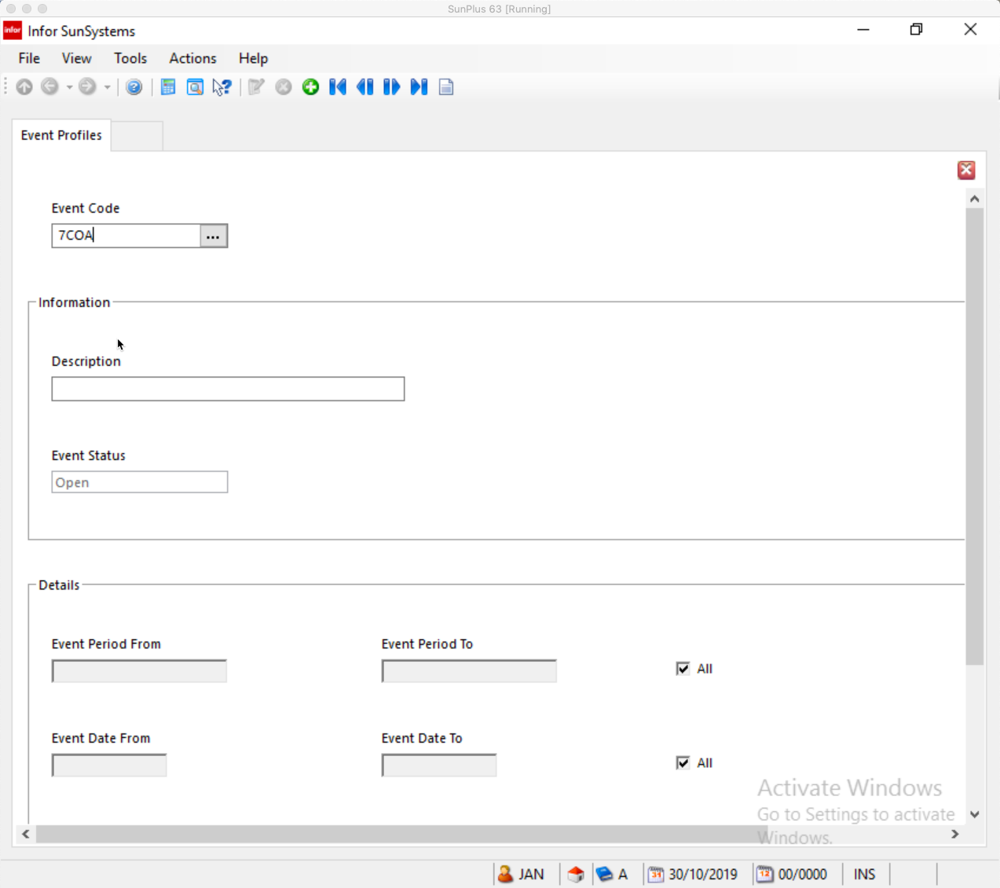 SunPlus 63 [Running]
infor Infor SunSystems
File View Tools Actions Help
Event Profiles
Event Code
7COA ...
Information
Description
Event Status
Open
Details
Event Period From Event Period To All
Event Date From Event Date To All
Activate Windows
Go to Settings to activate
Windows.
JAN A 31 30/10/2019 12 00/0000 INS